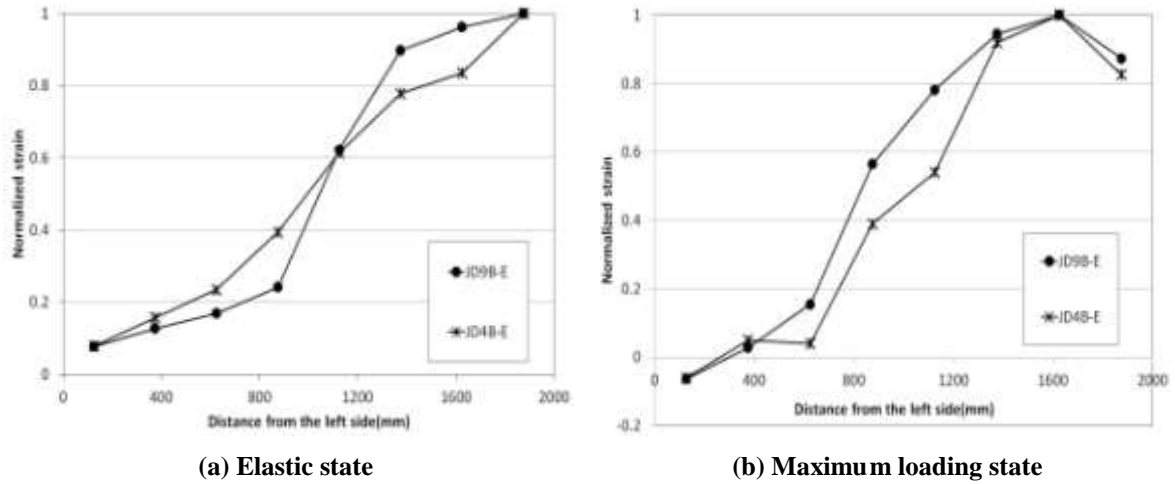 1
0.8
0.6
0.4
0.2
0
Normalized strain
0 400 800 1200 1600 2000
Distance from the left side(mm)
JD9B-E
JD4B-E
(a) Elastic state
1
0.8
0.6
0.4
0.2
0
-0.2
Normalized strain
0 400 800 1200 1600 2000
Distance from the left side(mm)
JD9B-E
JD4B-E
(b) Maximum loading state